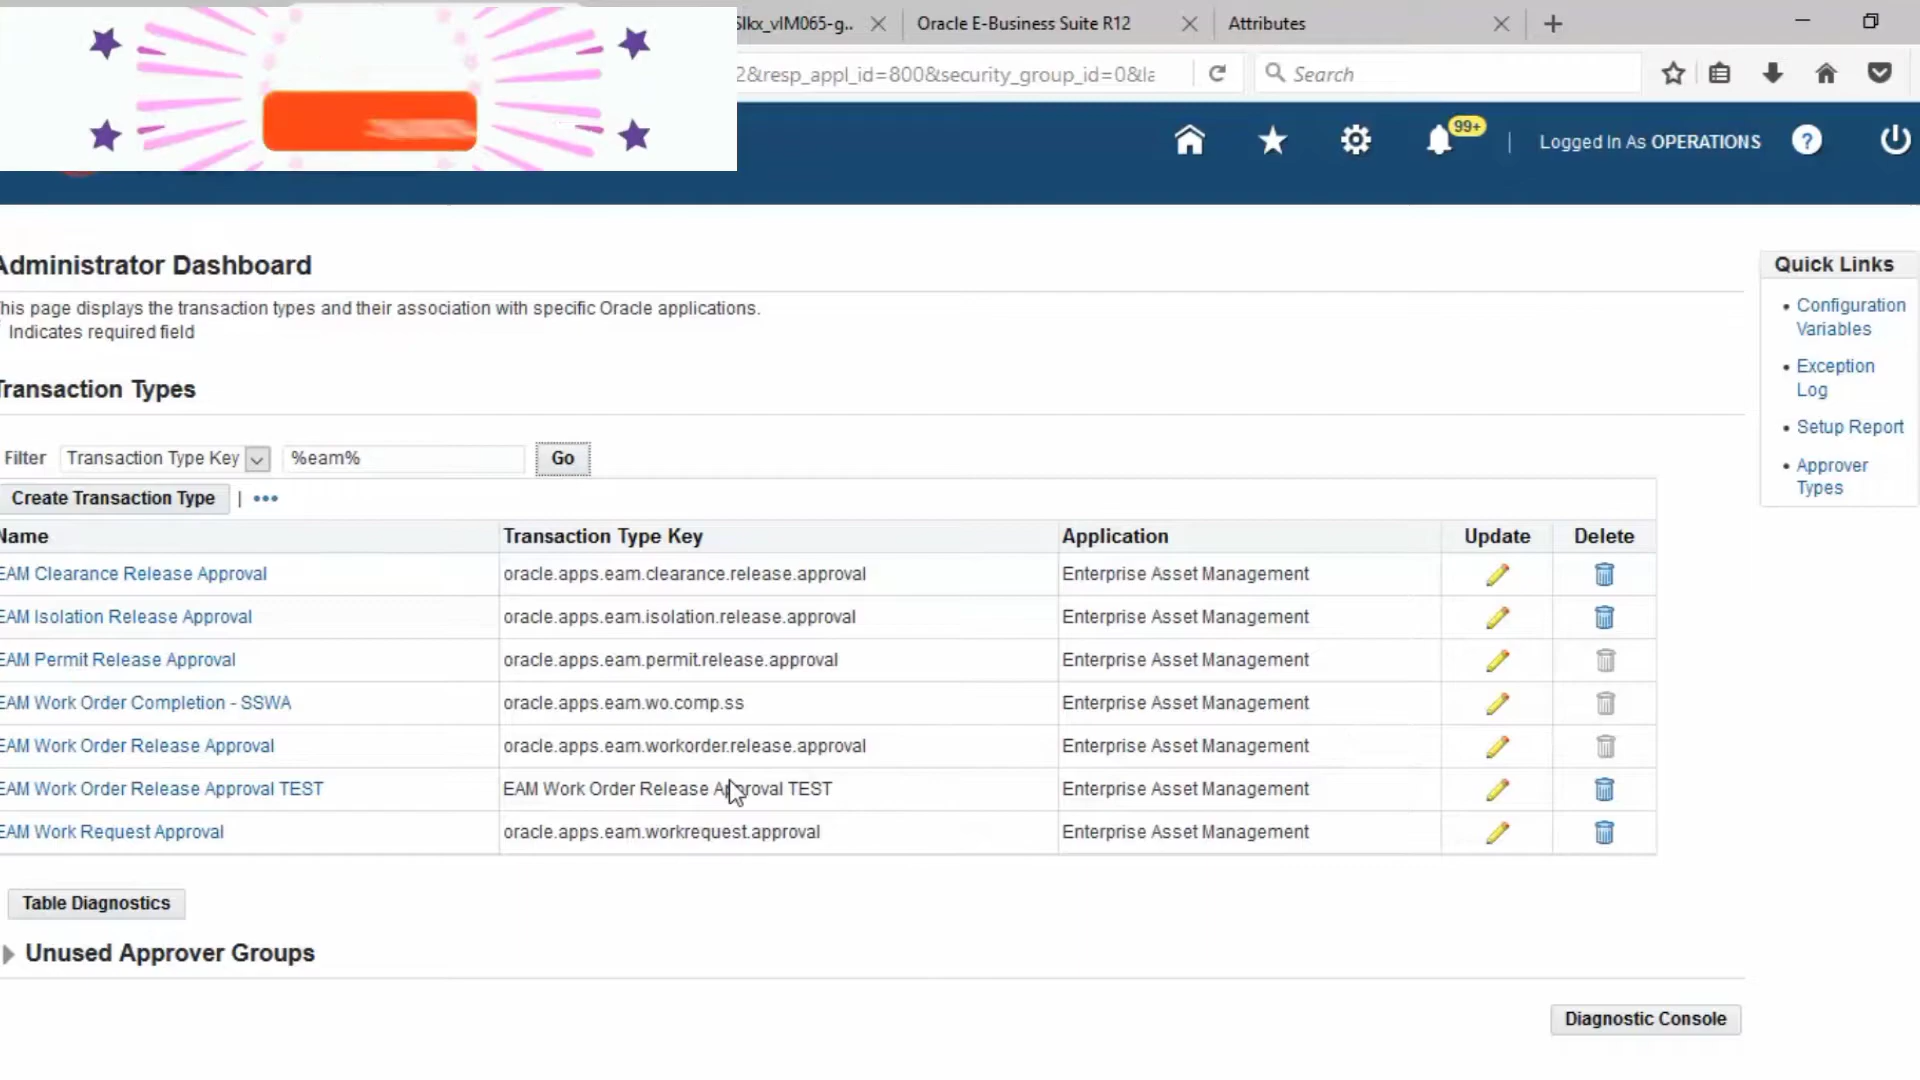 Slkx_vIM065-g..
Oracle E-Business Suite R12
Attributes
2&resp_appl_id=800&security_group_id=0&la
Search
99+
Logged In As OPERATIONS
?
Administrator Dashboard
his page displays the transaction types and their association with specific Oracle applications.
Indicates required field
Transaction Types
Filter Transaction Type Key %eam% Go
Create Transaction Type | •••
Name Transaction Type Key Application Update Delete
EAM Clearance Release Approval oracle.apps.eam.clearance.release.approval Enterprise Asset Management
EAM Isolation Release Approval oracle.apps.eam.isolation.release.approval Enterprise Asset Management
EAM Permit Release Approval oracle.apps.eam.permit.release.approval Enterprise Asset Management
EAM Work Order Completion - SSWA oracle.apps.eam.wo.comp.ss Enterprise Asset Management
EAM Work Order Release Approval oracle.apps.eam.workorder.release.approval Enterprise Asset Management
EAM Work Order Release Approval TEST EAM Work Order Release Approval TEST Enterprise Asset Management
EAM Work Request Approval oracle.apps.eam.workrequest.approval Enterprise Asset Management
Table Diagnostics
Unused Approver Groups
Diagnostic Console
Quick Links
• Configuration
Variables
• Exception
Log
• Setup Report
• Approver
Types